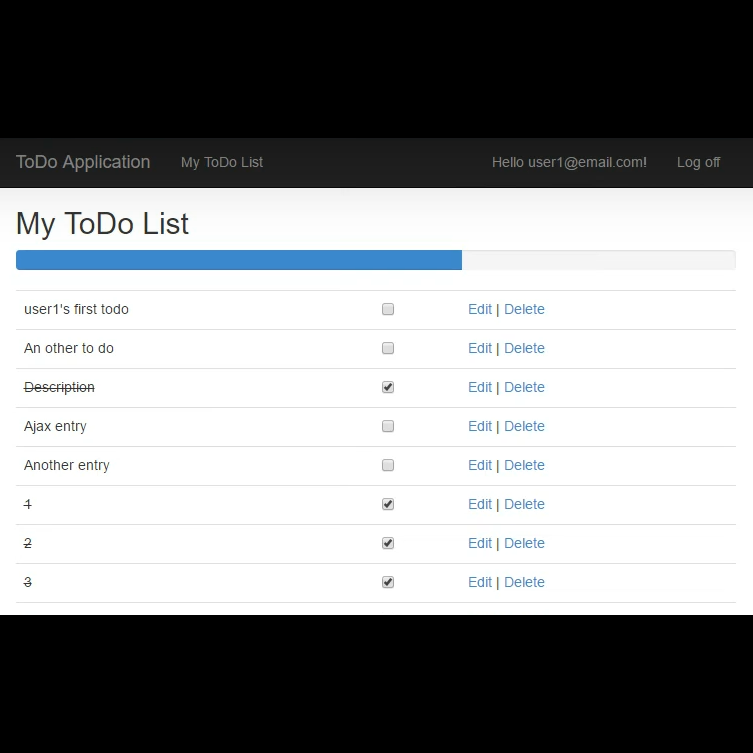 ToDo Application My ToDo List Hello user1@email.com! Log off
My ToDo List
user1's first todo Edit | Delete
An other to do Edit | Delete
Description Edit | Delete
Ajax entry Edit | Delete
Another entry Edit | Delete
1 Edit | Delete
2 Edit | Delete
3 Edit | Delete